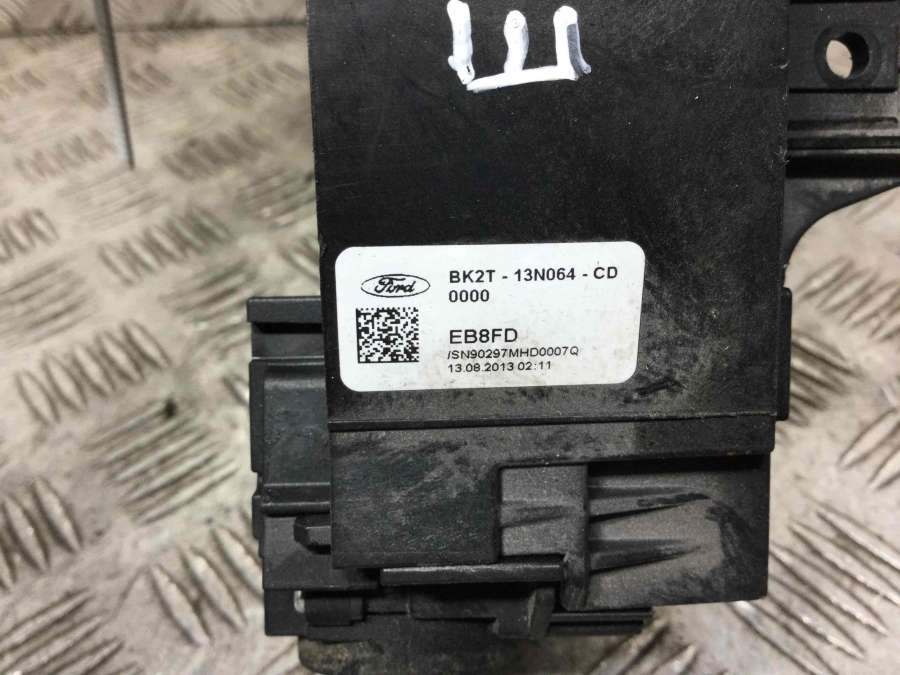 Ford
BK2T - 13N064 - CD
0000
EB8FD
/SN90297MHD0007Q
13.08.2013 02:11